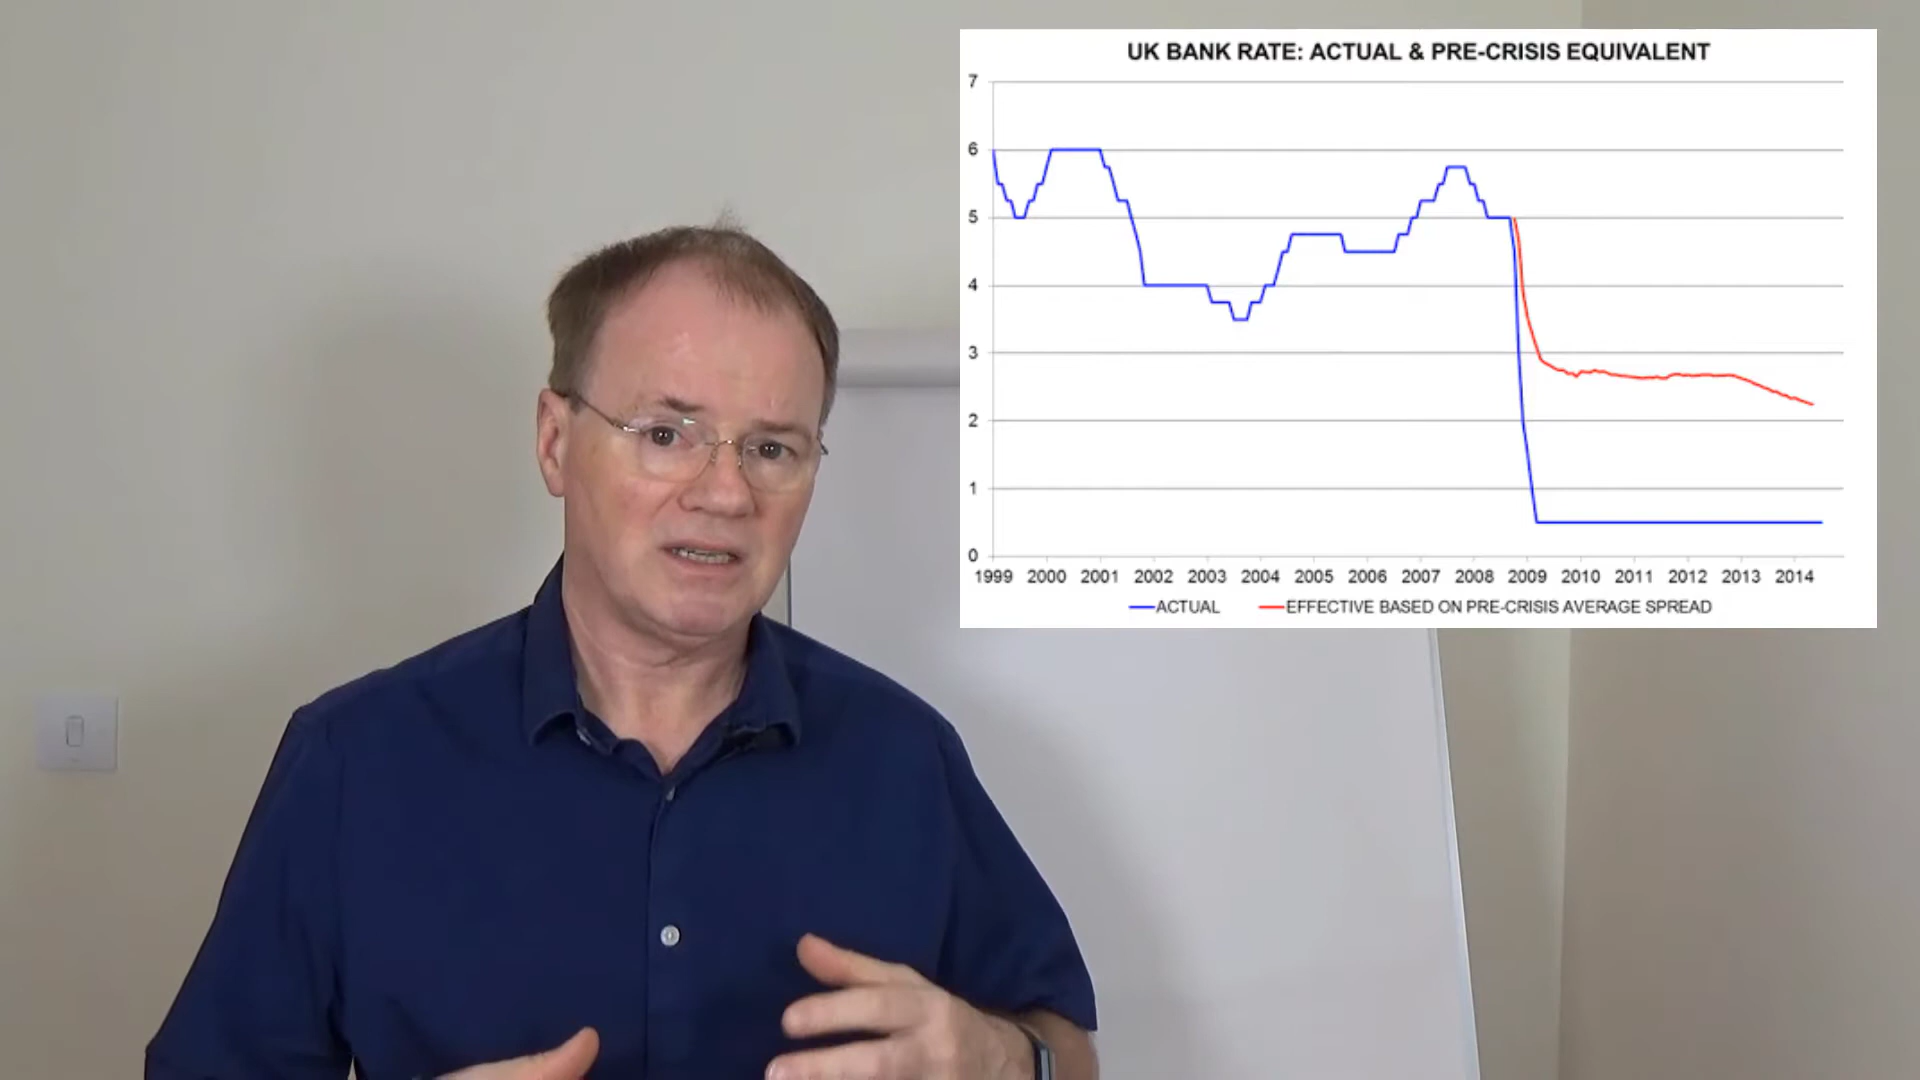 UK BANK RATE: ACTUAL & PRE-CRISIS EQUIVALENT
7
6
5
4
3
2
1
0
1999 2000 2001 2002 2003 2004 2005 2006 2007 2008 2009 2010 2011 2012 2013 2014
ACTUAL EFFECTIVE BASED ON PRE-CRISIS AVERAGE SPREAD